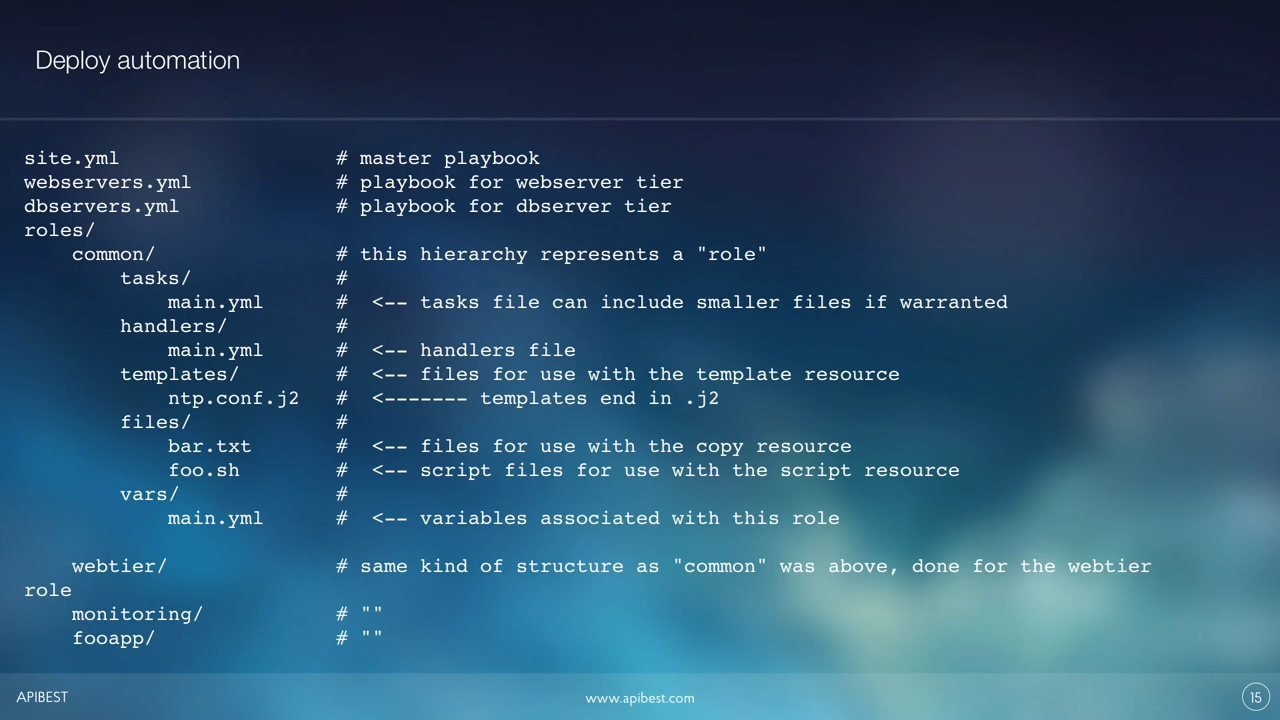 Deploy automation
site.yml # master playbook
webservers.yml # playbook for webserver tier
dbservers.yml # playbook for dbserver tier
roles/
common/ # this hierarchy represents a "role"
tasks/ #
main.yml # <-- tasks file can include smaller files if warranted
handlers/ #
main.yml # <-- handlers file
templates/ # <-- files for use with the template resource
ntp.conf.j2 # <------- templates end in .j2
files/ #
bar.txt # <-- files for use with the copy resource
foo.sh # <-- script files for use with the script resource
vars/ #
main.yml # <-- variables associated with this role
webtier/ # same kind of structure as "common" was above, done for the webtier
role
monitoring/ # ""
fooapp/ # ""
APIBEST www.apibest.com 15